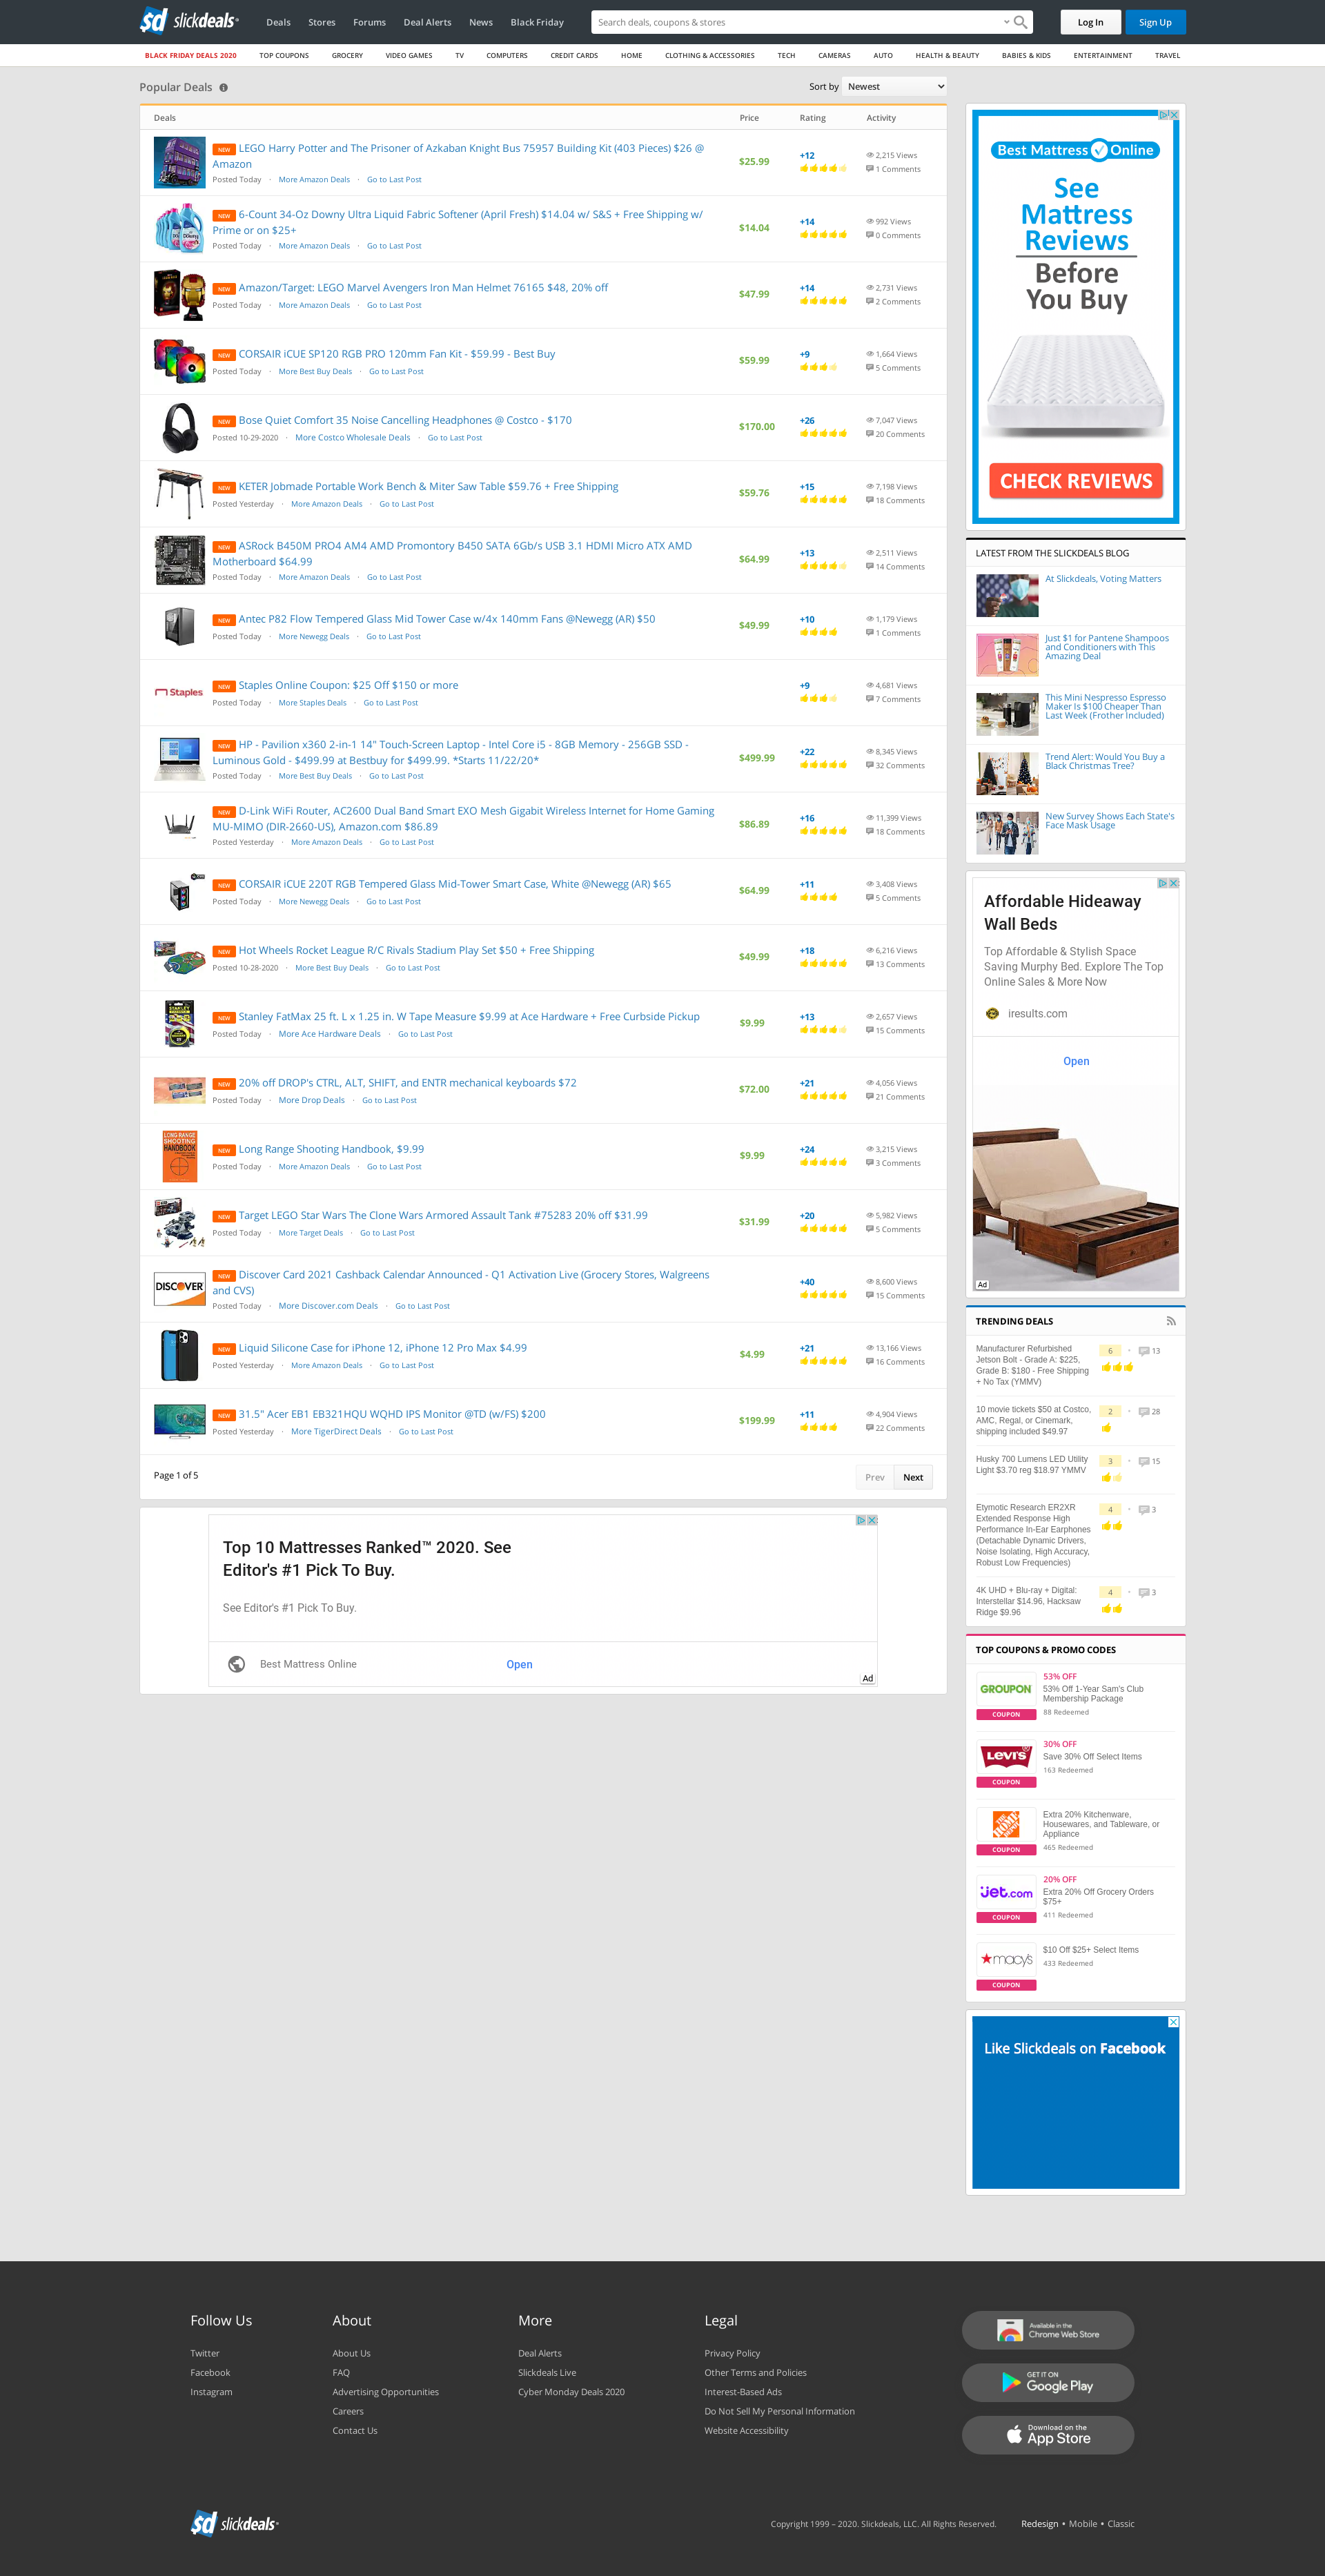 slickdeals
Deals
Stores
Forums
Deal Alerts
News
Black Friday
Search deals, coupons & stores
Log In
Sign Up
BLACK FRIDAY DEALS 2020
TOP COUPONS
GROCERY
VIDEO GAMES
TV
COMPUTERS
CREDIT CARDS
HOME
CLOTHING & ACCESSORIES
TECH
CAMERAS
AUTO
HEALTH & BEAUTY
BABIES & KIDS
ENTERTAINMENT
TRAVEL
Popular Deals
Sort by Newest
Deals Price Rating Activity
NEW LEGO Harry Potter and The Prisoner of Azkaban Knight Bus 75957 Building Kit (403 Pieces) $26 @
Amazon
Posted Today · More Amazon Deals · Go to Last Post
$25.99
+12
2,215 Views
1 Comments
NEW 6-Count 34-Oz Downy Ultra Liquid Fabric Softener (April Fresh) $14.04 w/ S&S + Free Shipping w/
Prime or on $25+
Posted Today · More Amazon Deals · Go to Last Post
$14.04
+14
992 Views
0 Comments
NEW Amazon/Target: LEGO Marvel Avengers Iron Man Helmet 76165 $48, 20% off
Posted Today · More Amazon Deals · Go to Last Post
$47.99
+14
2,731 Views
2 Comments
NEW CORSAIR iCUE SP120 RGB PRO 120mm Fan Kit - $59.99 - Best Buy
Posted Today · More Best Buy Deals · Go to Last Post
$59.99
+9
1,664 Views
5 Comments
NEW Bose Quiet Comfort 35 Noise Cancelling Headphones @ Costco - $170
Posted 10-29-2020 · More Costco Wholesale Deals · Go to Last Post
$170.00
+26
7,047 Views
20 Comments
NEW KETER Jobmade Portable Work Bench & Miter Saw Table $59.76 + Free Shipping
Posted Yesterday · More Amazon Deals · Go to Last Post
$59.76
+15
7,198 Views
18 Comments
NEW ASRock B450M PRO4 AM4 AMD Promontory B450 SATA 6Gb/s USB 3.1 HDMI Micro ATX AMD
Motherboard $64.99
Posted Today · More Amazon Deals · Go to Last Post
$64.99
+13
2,511 Views
14 Comments
NEW Antec P82 Flow Tempered Glass Mid Tower Case w/4x 140mm Fans @Newegg (AR) $50
Posted Today · More Newegg Deals · Go to Last Post
$49.99
+10
1,179 Views
1 Comments
Staples
NEW Staples Online Coupon: $25 Off $150 or more
Posted Today · More Staples Deals · Go to Last Post
+9
4,681 Views
7 Comments
NEW HP - Pavilion x360 2-in-1 14" Touch-Screen Laptop - Intel Core i5 - 8GB Memory - 256GB SSD -
Luminous Gold - $499.99 at Bestbuy for $499.99. *Starts 11/22/20*
Posted Today · More Best Buy Deals · Go to Last Post
$499.99
+22
8,345 Views
32 Comments
NEW D-Link WiFi Router, AC2600 Dual Band Smart EXO Mesh Gigabit Wireless Internet for Home Gaming
MU-MIMO (DIR-2660-US), Amazon.com $86.89
Posted Yesterday · More Amazon Deals · Go to Last Post
$86.89
+16
11,399 Views
18 Comments
NEW CORSAIR iCUE 220T RGB Tempered Glass Mid-Tower Smart Case, White @Newegg (AR) $65
Posted Today · More Newegg Deals · Go to Last Post
$64.99
+11
3,408 Views
5 Comments
NEW Hot Wheels Rocket League R/C Rivals Stadium Play Set $50 + Free Shipping
Posted 10-28-2020 · More Best Buy Deals · Go to Last Post
$49.99
+18
6,216 Views
13 Comments
NEW Stanley FatMax 25 ft. L x 1.25 in. W Tape Measure $9.99 at Ace Hardware + Free Curbside Pickup
Posted Today · More Ace Hardware Deals · Go to Last Post
$9.99
+13
2,657 Views
15 Comments
NEW 20% off DROP's CTRL, ALT, SHIFT, and ENTR mechanical keyboards $72
Posted Today · More Drop Deals · Go to Last Post
$72.00
+21
4,056 Views
21 Comments
LONG RANGE
SHOOTING
HANDBOOK
NEW Long Range Shooting Handbook, $9.99
Posted Today · More Amazon Deals · Go to Last Post
$9.99
+24
3,215 Views
3 Comments
NEW Target LEGO Star Wars The Clone Wars Armored Assault Tank #75283 20% off $31.99
Posted Today · More Target Deals · Go to Last Post
$31.99
+20
5,982 Views
5 Comments
DISCOVER
NEW Discover Card 2021 Cashback Calendar Announced - Q1 Activation Live (Grocery Stores, Walgreens
and CVS)
Posted Today · More Discover.com Deals · Go to Last Post
+40
8,600 Views
15 Comments
NEW Liquid Silicone Case for iPhone 12, iPhone 12 Pro Max $4.99
Posted Yesterday · More Amazon Deals · Go to Last Post
$4.99
+21
13,166 Views
16 Comments
NEW 31.5" Acer EB1 EB321HQU WQHD IPS Monitor @TD (w/FS) $200
Posted Yesterday · More TigerDirect Deals · Go to Last Post
$199.99
+11
4,904 Views
22 Comments
Page 1 of 5
Prev
Next
Top 10 Mattresses Ranked™ 2020. See
Editor's #1 Pick To Buy.
See Editor's #1 Pick To Buy.
Best Mattress Online
Open
Ad
Best Mattress Online
See
Mattress
Reviews
Before
You Buy
CHECK REVIEWS
LATEST FROM THE SLICKDEALS BLOG
At Slickdeals, Voting Matters
Just $1 for Pantene Shampoos
and Conditioners with This
Amazing Deal
This Mini Nespresso Espresso
Maker Is $100 Cheaper Than
Last Week (Frother Included)
Trend Alert: Would You Buy a
Black Christmas Tree?
New Survey Shows Each State's
Face Mask Usage
Affordable Hideaway
Wall Beds
Top Affordable & Stylish Space
Saving Murphy Bed. Explore The Top
Online Sales & More Now
iresults.com
Open
Ad
TRENDING DEALS
Manufacturer Refurbished
Jetson Bolt - Grade A: $225,
Grade B: $180 - Free Shipping
+ No Tax (YMMV)
6 · 13
10 movie tickets $50 at Costco,
AMC, Regal, or Cinemark,
shipping included $49.97
2 · 28
Husky 700 Lumens LED Utility
Light $3.70 reg $18.97 YMMV
3 · 15
Etymotic Research ER2XR
Extended Response High
Performance In-Ear Earphones
(Detachable Dynamic Drivers,
Noise Isolating, High Accuracy,
Robust Low Frequencies)
4 · 3
4K UHD + Blu-ray + Digital:
Interstellar $14.96, Hacksaw
Ridge $9.96
4 · 3
TOP COUPONS & PROMO CODES
GROUPON
COUPON
53% OFF
53% Off 1-Year Sam's Club
Membership Package
88 Redeemed
LEVI'S
COUPON
30% OFF
Save 30% Off Select Items
163 Redeemed
COUPON
Extra 20% Kitchenware,
Housewares, and Tableware, or
Appliance
465 Redeemed
jet.com
COUPON
20% OFF
Extra 20% Off Grocery Orders
$75+
411 Redeemed
macy's
COUPON
$10 Off $25+ Select Items
433 Redeemed
Like Slickdeals on Facebook
Follow Us
Twitter
Facebook
Instagram
About
About Us
FAQ
Advertising Opportunities
Careers
Contact Us
More
Deal Alerts
Slickdeals Live
Cyber Monday Deals 2020
Legal
Privacy Policy
Other Terms and Policies
Interest-Based Ads
Do Not Sell My Personal Information
Website Accessibility
Available in the
Chrome Web Store
GET IT ON
Google Play
Download on the
App Store
slickdeals
Copyright 1999 – 2020. Slickdeals, LLC. All Rights Reserved.
Redesign • Mobile • Classic